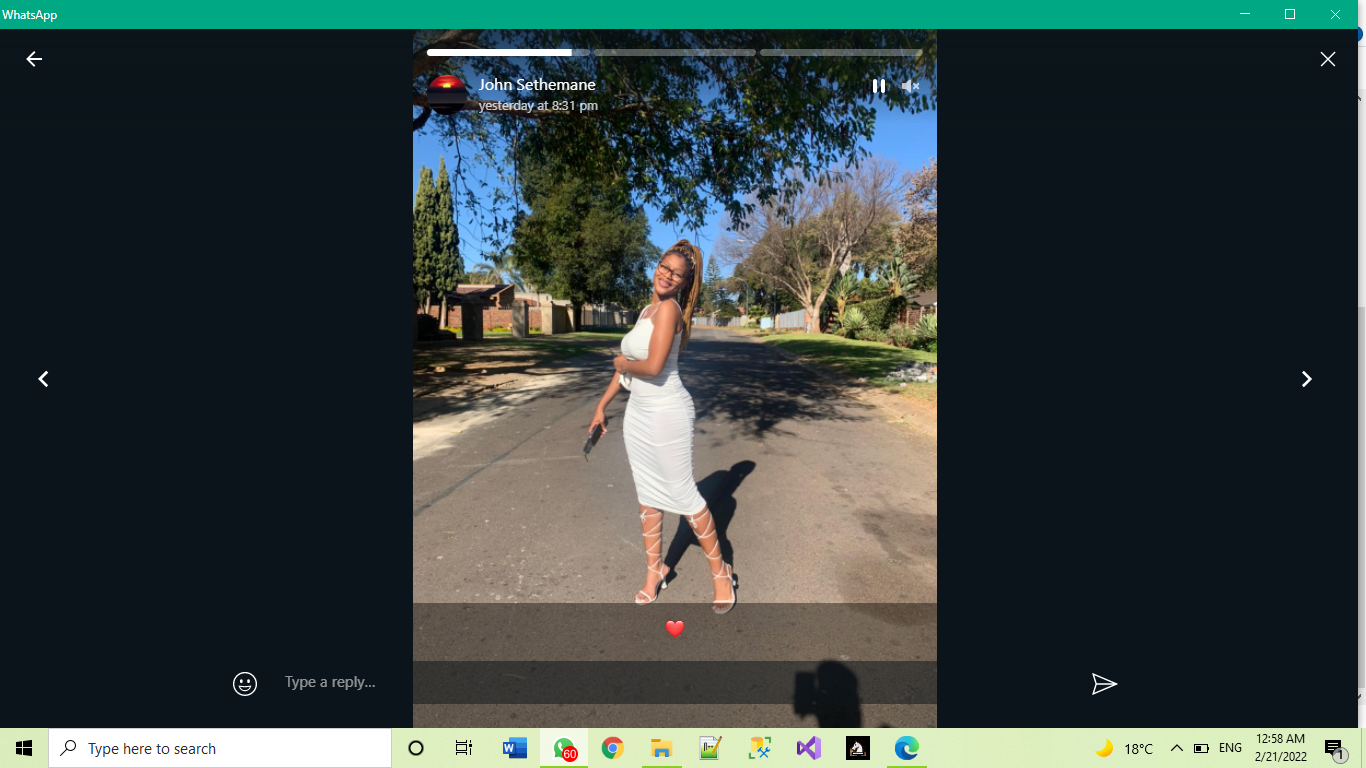 WhatsApp
John Sethemane
yesterday at 8:31 pm
Type a reply...
Type here to search
60
18°C
ENG
12:58 AM
2/21/2022
1